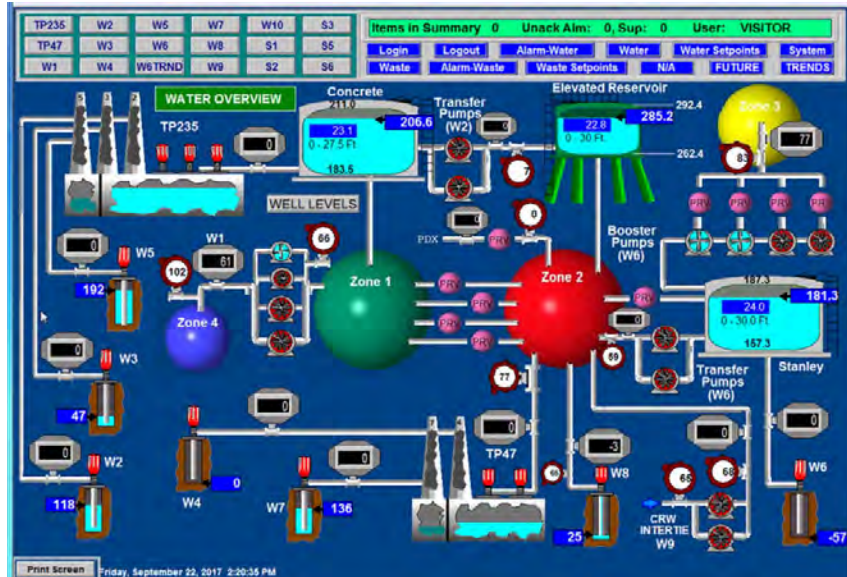 TP235 W2 W5 W7 W10 S3
TP47 W3 W6 W8 S1 S5
W1 W4 W6TRND W9 S2 S6
Items in Summary 0 Unack Alm: 0, Sup: 0 User: VISITOR
Login Logout Alarm-Water Water Water Setpoints System
Waste Alarm-Waste Waste Setpoints N/A FUTURE TRENDS
WATER OVERVIEW
Concrete
211.0
206.6
23.1
0 - 27.5 Ft.
183.5
Transfer
Pumps
(W2)
0
7
Elevated Reservoir
292.4
285.2
22.8
0 - 30 Ft.
262.4
Zone 3
77
83
PRV PRV PRV PRV
5 3 2
TP235
0
WELL LEVELS
PDX
0
PRV
0
Booster
Pumps
(W6)
W1
61
102
66
Zone 4
Zone 1
PRV
PRV
PRV
PRV
Zone 2
PRV
187.3
181.3
24.0
0 - 30.0 Ft.
157.3
Stanley
0
59
Transfer
Pumps
(W6)
0
W5
192
0
W3
47
0
W2
118
0
W4
0
0
W7
136
77
TP47
0
-3
W8
25
66
0
65
68
CRW
INTERTIE
W9
0
W6
-57
Print Screen
Friday, September 22, 2017 2:20:35 PM